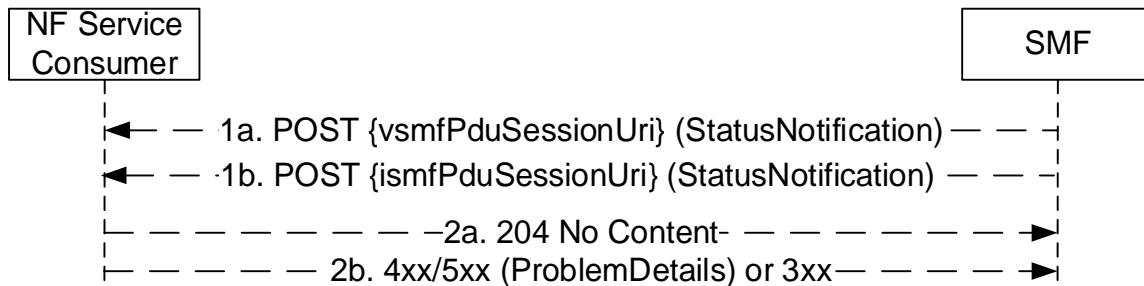 NF Service
Consumer
SMF
1a. POST {vsmfPduSessionUri} (StatusNotification)
1b. POST {ismfPduSessionUri} (StatusNotification)
2a. 204 No Content
2b. 4xx/5xx (ProblemDetails) or 3xx